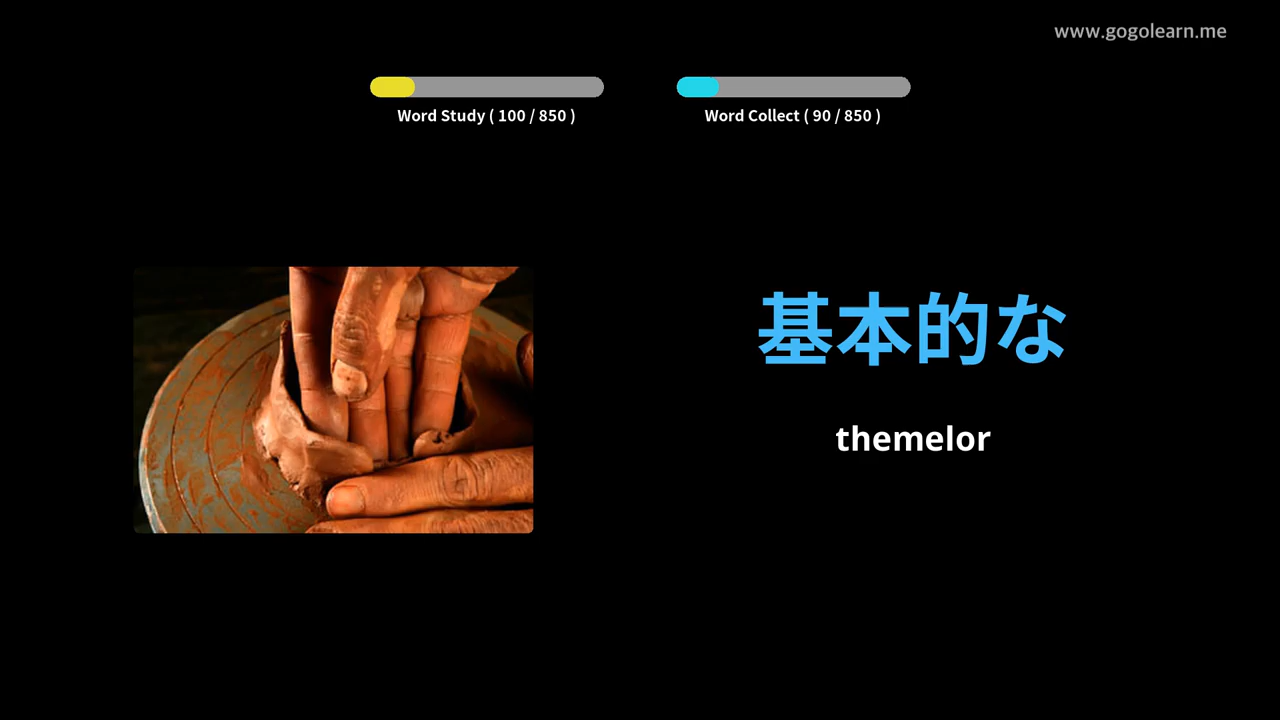 www.gogolearn.me
Word Study ( 100 / 850 )
Word Collect ( 90 / 850 )
基本的な
themelor